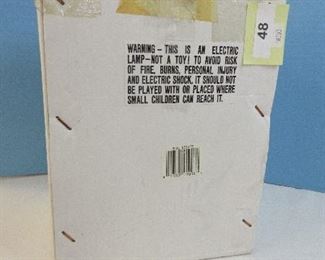 48
WARNING – THIS IS AN ELECTRIC
LAMP–NOT A TOY! TO AVOID RISK
OF FIRE, BURNS, PERSONAL INJURY
AND ELECTRIC SHOCK, IT SHOULD NOT
BE PLAYED WITH OR PLACED WHERE
SMALL CHILDREN CAN REACH IT.